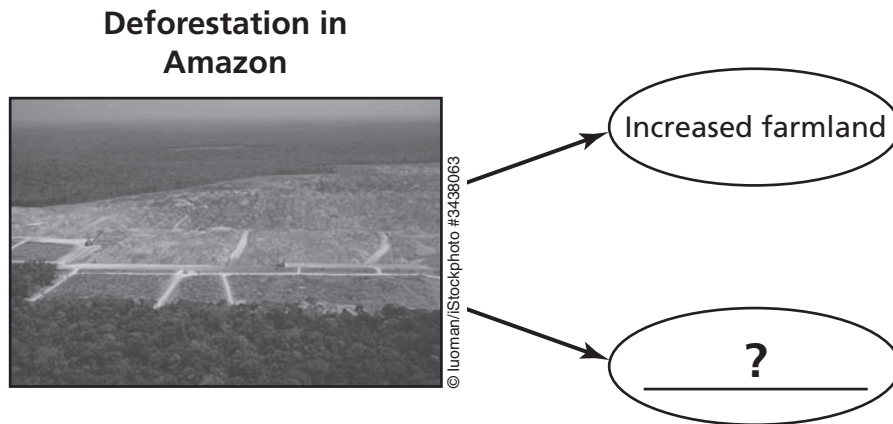 Deforestation in
Amazon
© luoman/iStockphoto #3438063
Increased farmland
?